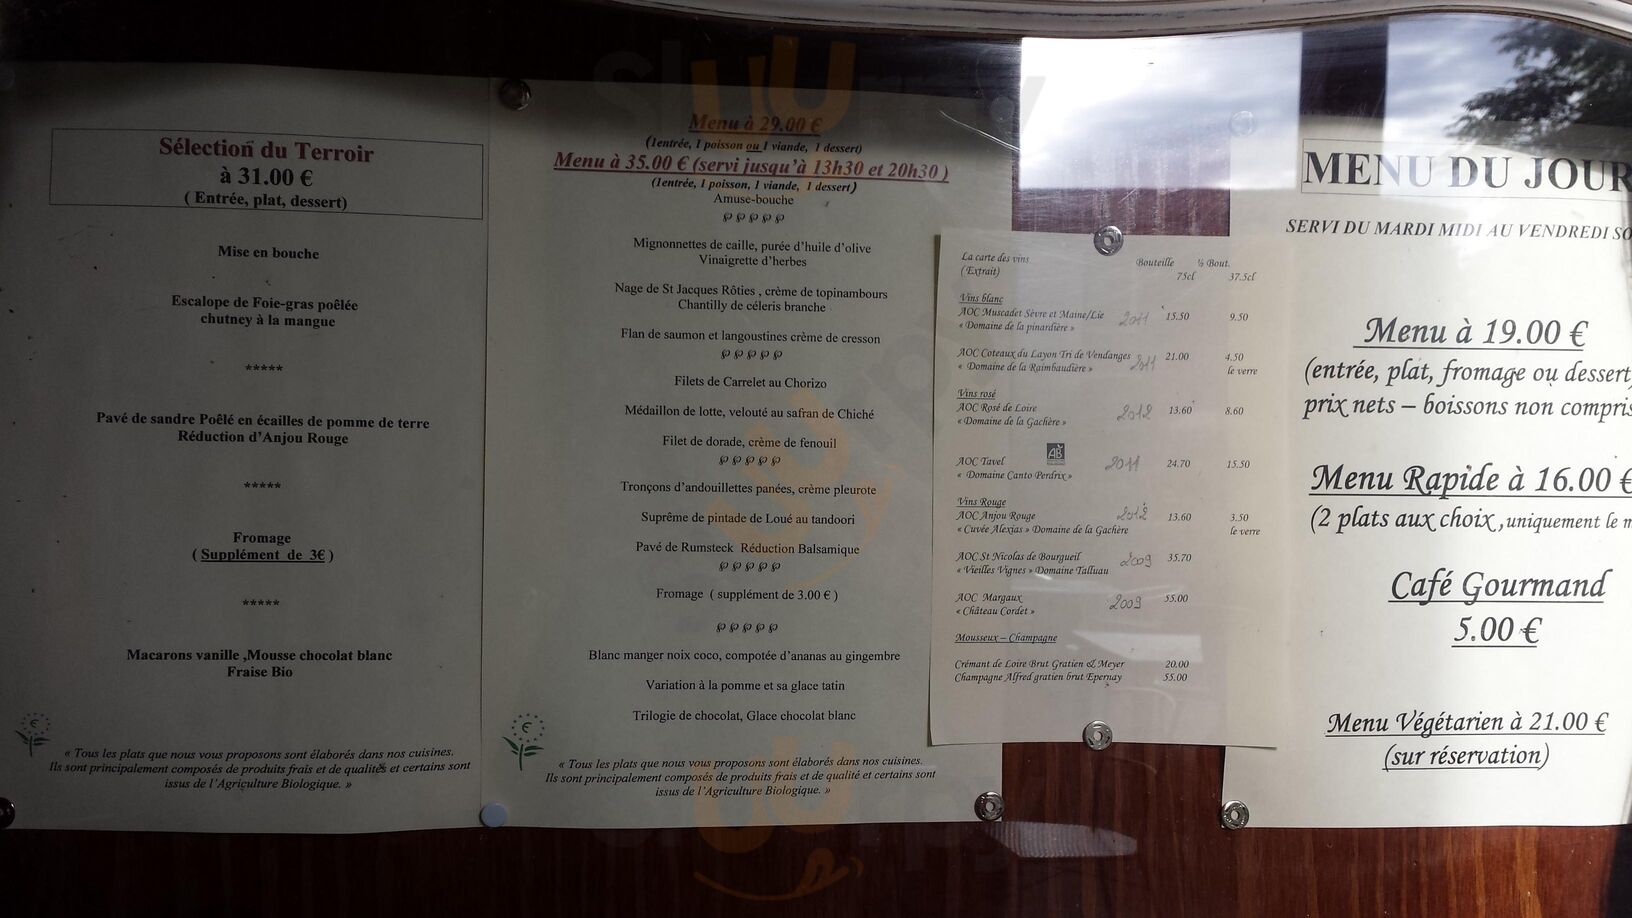 Sélection du Terroir
à 31.00 €
( Entrée, plat, dessert)
Mise en bouche
Escalope de Foie-gras poêlée
chutney à la mangue
*****
Pavé de sandre Poêlé en écailles de pomme de terre
Réduction d'Anjou Rouge
*****
Fromage
( Supplément de 3€ )
*****
Macarons vanille ,Mousse chocolat blanc
Fraise Bio
« Tous les plats que nous vous proposons sont élaborés dans nos cuisines.
Ils sont principalement composés de produits frais et de qualités et certains sont
issus de l'Agriculture Biologique. »
Menu à 29.00 €
(1entrée, 1 poisson ou 1 viande, 1 dessert)
Menu à 35.00 € (servi jusqu'à 13h30 et 20h30 )
(1entrée, 1 poisson, 1 viande, 1 dessert)
Amuse-bouche
Mignonnettes de caille, purée d'huile d'olive
Vinaigrette d'herbes
Nage de St Jacques Rôties , crème de topinambours
Chantilly de céleris branche
Flan de saumon et langoustines crème de cresson
Filets de Carrelet au Chorizo
Médaillon de lotte, velouté au safran de Chiché
Filet de dorade, crème de fenouil
Tronçons d'andouillettes panées, crème pleurote
Suprême de pintade de Loué au tandoori
Pavé de Rumsteck Réduction Balsamique
Fromage ( supplément de 3.00 € )
Blanc manger noix coco, compotée d'ananas au gingembre
Variation à la pomme et sa glace tatin
Trilogie de chocolat, Glace chocolat blanc
« Tous les plats que nous vous proposons sont élaborés dans nos cuisines.
Ils sont principalement composés de produits frais et de qualité et certains sont
issus de l'Agriculture Biologique. »
La carte des vins Bouteille ½ Bout.
(Extrait) 75cl 37.5cl
Vins blanc
AOC Muscadet Sèvre et Maine/Lie 2011 15.50 9.50
« Domaine de la pinardière »
AOC Coteaux du Layon Tri de Vendanges 2011 21.00 4.50
« Domaine de la Raimbaudière » le verre
Vins rosé
AOC Rosé de Loire 2012 13.60 8.60
« Domaine de la Gachère »
AB
AOC Tavel 2011 24.70 15.50
« Domaine Canto Perdrix »
Vins Rouge
AOC Anjou Rouge 2012 13.60 3.50
« Cuvée Alexias » Domaine de la Gachère le verre
AOC St Nicolas de Bourgueil 2009 35.70
« Vieilles Vignes » Domaine Talluau
AOC Margaux 2009 55.00
« Château Cordet »
Mousseux – Champagne
Crémant de Loire Brut Gratien & Meyer 20.00
Champagne Alfred gratien brut Epernay 55.00
MENU DU JOUR
SERVI DU MARDI MIDI AU VENDREDI SO
Menu à 19.00 €
(entrée, plat, fromage ou dessert)
prix nets – boissons non compris
Menu Rapide à 16.00 €
(2 plats aux choix ,uniquement le m
Café Gourmand
5.00 €
Menu Végétarien à 21.00 €
(sur réservation)